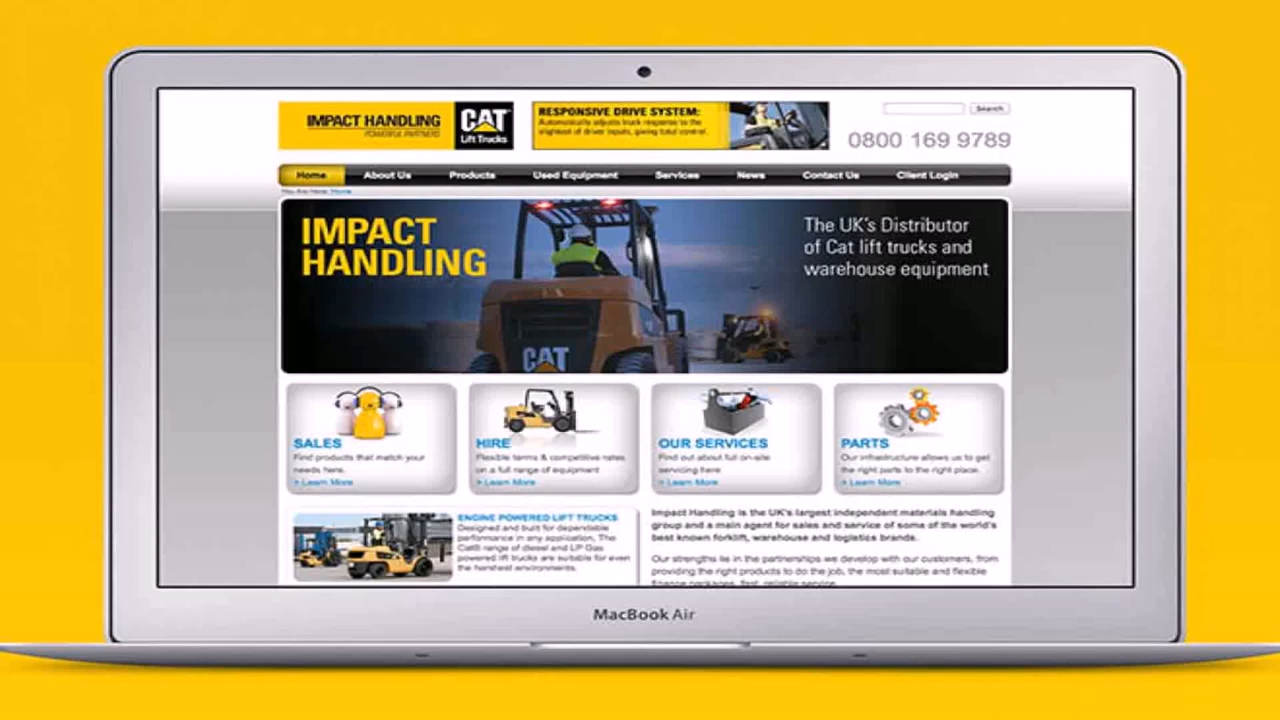 IMPACT HANDLING
POWERFUL PARTNERS
CAT
Lift Trucks
RESPONSIVE DRIVE SYSTEM:
Automatically adjusts truck response to the
slightest of driver inputs, giving total control.
Search
0800 169 9789
Home About Us Products Used Equipment Services News Contact Us Client Login
You Are Here: Home
IMPACT
HANDLING
The UK's Distributor
of Cat lift trucks and
warehouse equipment
CAT
SALES
Find products that match your
needs here.
> Learn More
HIRE
Flexible terms & competitive rates
on a full range of equipment
> Learn More
OUR SERVICES
Find out about full on-site
servicing here
> Learn More
PARTS
Our infrastructure allows us to get
the right parts to the right place.
> Learn More
ENGINE POWERED LIFT TRUCKS
Designed and built for dependable
performance in any application, The
Cat® range of diesel and LP Gas
powered lift trucks are suitable for even
the harshest environments.
Impact Handling is the UK's largest independent materials handling
group and a main agent for sales and service of some of the world's
best known forklift, warehouse and logistics brands.
Our strengths lie in the partnerships we develop with our customers, from
providing the right products to do the job, the most suitable and flexible
finance packages, fast, reliable service
MacBook Air